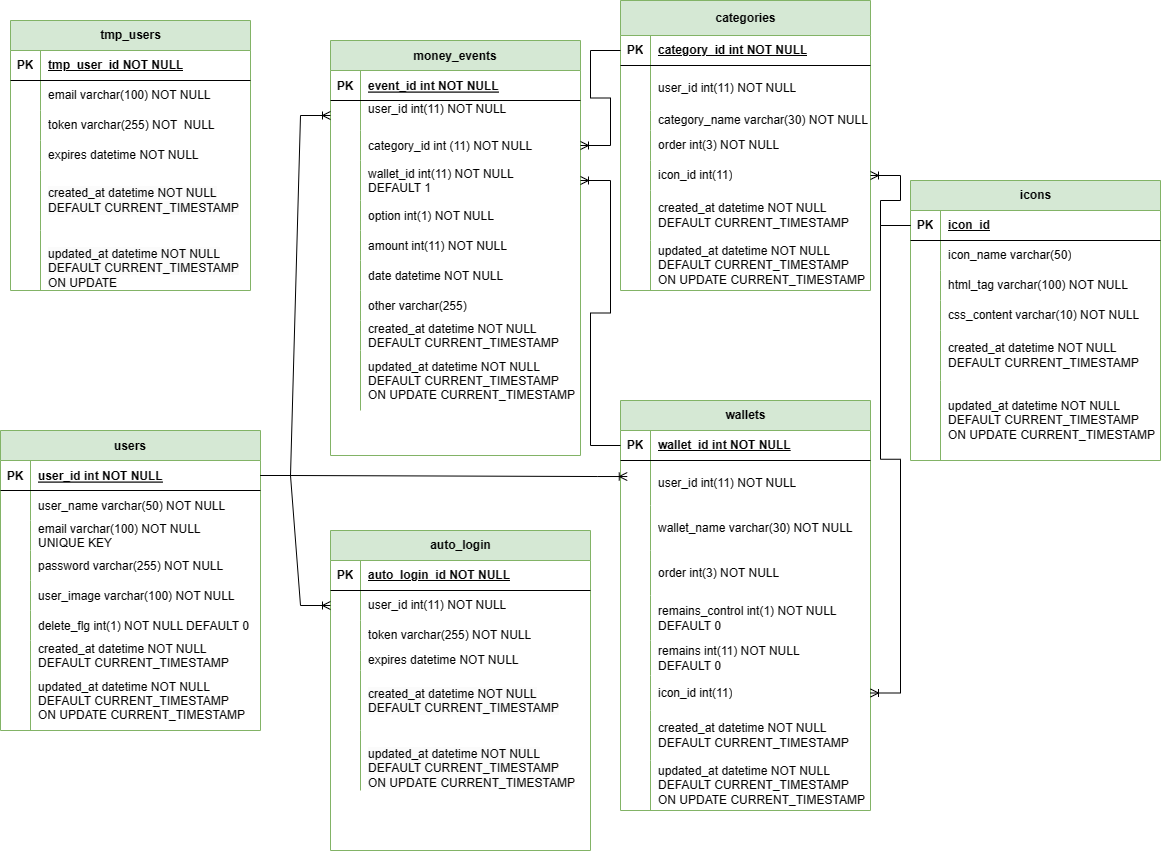 tmp_users
PK
tmp_user_id NOT NULL
email varchar(100) NOT NULL
token varchar(255) NOT  NULL
expires datetime NOT NULL
created_at datetime NOT NULL
DEFAULT CURRENT_TIMESTAMP
updated_at datetime NOT NULL
DEFAULT CURRENT_TIMESTAMP
ON UPDATE
money_events
PK
event_id int NOT NULL
user_id int(11) NOT NULL
category_id int (11) NOT NULL
wallet_id int(11) NOT NULL
DEFAULT 1
option int(1) NOT NULL
amount int(11) NOT NULL
date datetime NOT NULL
other varchar(255)
created_at datetime NOT NULL
DEFAULT CURRENT_TIMESTAMP
updated_at datetime NOT NULL
DEFAULT CURRENT_TIMESTAMP
ON UPDATE CURRENT_TIMESTAMP
categories
PK
category_id int NOT NULL
user_id int(11) NOT NULL
category_name varchar(30) NOT NULL
order int(3) NOT NULL
icon_id int(11)
created_at datetime NOT NULL
DEFAULT CURRENT_TIMESTAMP
updated_at datetime NOT NULL
DEFAULT CURRENT_TIMESTAMP
ON UPDATE CURRENT_TIMESTAMP
icons
PK
icon_id
icon_name varchar(50)
html_tag varchar(100) NOT NULL
css_content varchar(10) NOT NULL
created_at datetime NOT NULL
DEFAULT CURRENT_TIMESTAMP
updated_at datetime NOT NULL
DEFAULT CURRENT_TIMESTAMP
ON UPDATE CURRENT_TIMESTAMP
users
PK
user_id int NOT NULL
user_name varchar(50) NOT NULL
email varchar(100) NOT NULL
UNIQUE KEY
password varchar(255) NOT NULL
user_image varchar(100) NOT NULL
delete_flg int(1) NOT NULL DEFAULT 0
created_at datetime NOT NULL
DEFAULT CURRENT_TIMESTAMP
updated_at datetime NOT NULL
DEFAULT CURRENT_TIMESTAMP
ON UPDATE CURRENT_TIMESTAMP
auto_login
PK
auto_login_id NOT NULL
user_id int(11) NOT NULL
token varchar(255) NOT NULL
expires datetime NOT NULL
created_at datetime NOT NULL
DEFAULT CURRENT_TIMESTAMP
updated_at datetime NOT NULL
DEFAULT CURRENT_TIMESTAMP
ON UPDATE CURRENT_TIMESTAMP
wallets
PK
wallet_id int NOT NULL
user_id int(11) NOT NULL
wallet_name varchar(30) NOT NULL
order int(3) NOT NULL
remains_control int(1) NOT NULL
DEFAULT 0
remains int(11) NOT NULL
DEFAULT 0
icon_id int(11)
created_at datetime NOT NULL
DEFAULT CURRENT_TIMESTAMP
updated_at datetime NOT NULL
DEFAULT CURRENT_TIMESTAMP
ON UPDATE CURRENT_TIMESTAMP